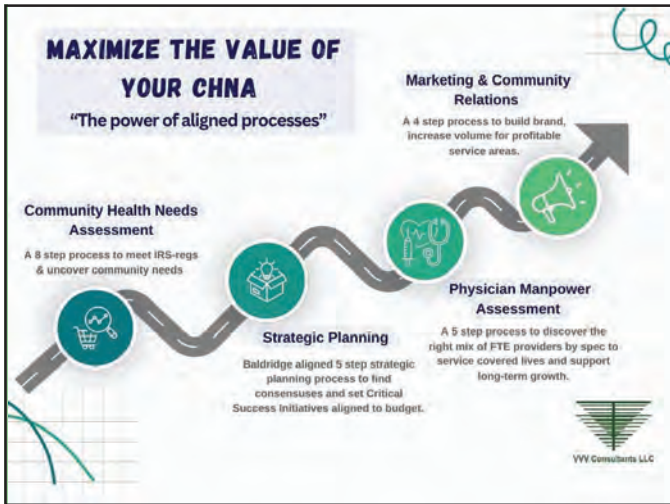 MAXIMIZE THE VALUE OF
YOUR CHNA
“The power of aligned processes”
Community Health Needs
Assessment
A 8 step process to meet IRS-regs
& uncover community needs
Strategic Planning
Baldridge aligned 5 step strategic
planning process to find
consensuses and set Critical
Success Initiatives aligned to budget.
Physician Manpower
Assessment
A 5 step process to discover the
right mix of FTE providers by spec to
service covered lives and support
long-term growth.
Marketing & Community
Relations
A 4 step process to build brand,
increase volume for profitable
service areas.
VVV Consultants LLC